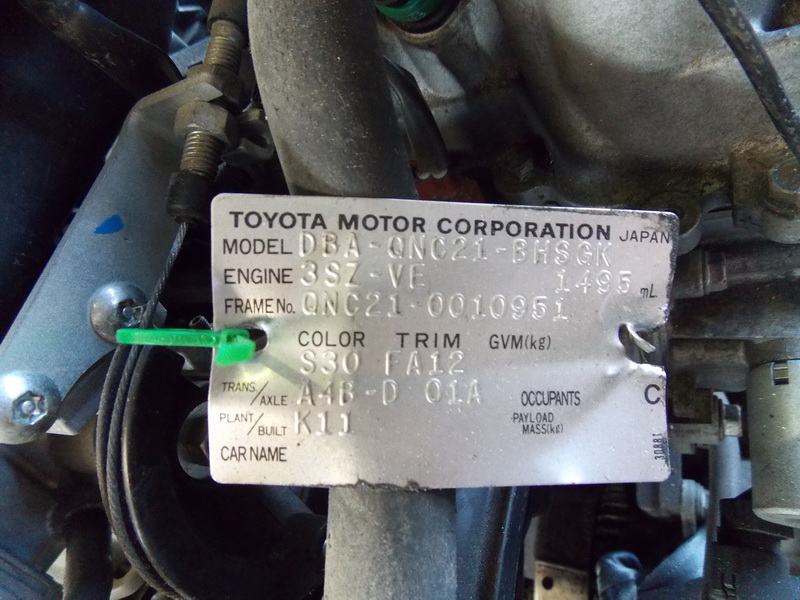 TOYOTA MOTOR CORPORATION JAPAN
MODEL DBA-QNC21-BHSGK
ENGINE 3SZ-VE 1495 mL
FRAME No. QNC21-0010951
COLOR TRIM GVM(kg)
S30 FA12
TRANS./AXLE A4B-D 01A OCCUPANTS C
PLANT/BUILT K11 PAYLOAD MASS(kg)
CAR NAME
30881